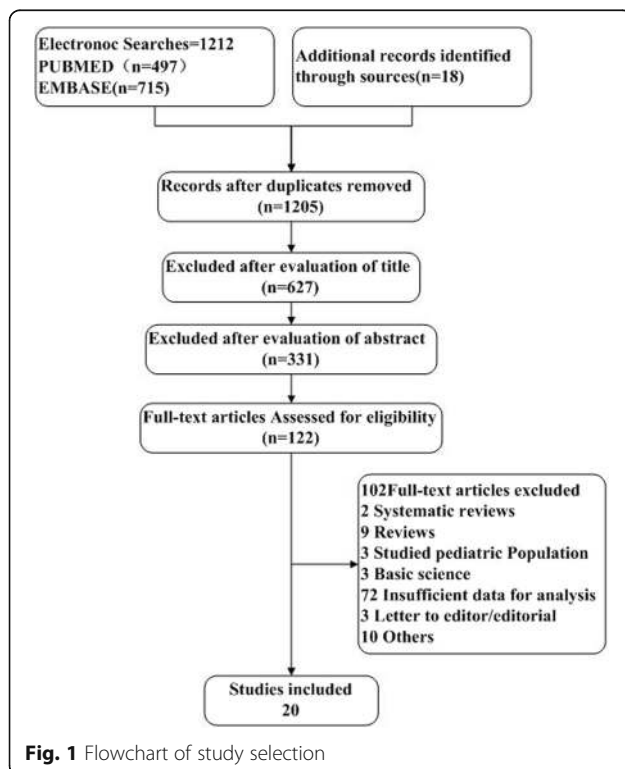 Electronoc Searches=1212
PUBMED（n=497）
EMBASE(n=715)
Additional records identified
through sources(n=18)
Records after duplicates removed
(n=1205)
Excluded after evaluation of title
(n=627)
Excluded after evaluation of abstract
(n=331)
Full-text articles Assessed for eligibility
(n=122)
102Full-text articles excluded
2 Systematic reviews
9 Reviews
3 Studied pediatric Population
3 Basic science
72 Insufficient data for analysis
3 Letter to editor/editorial
10 Others
Studies included
20
Fig. 1 Flowchart of study selection